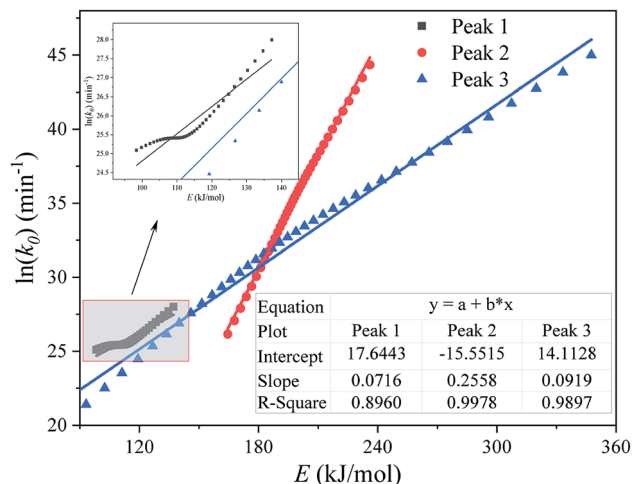 28.0
27.5
27.0
26.5
26.0
25.5
25.0
24.5
ln(k₀) (min⁻¹)
100 110 120 130 140
E (kJ/mol)
Peak 1
Peak 2
Peak 3
45
40
35
30
25
20
ln(k₀) (min⁻¹)
Equation y = a + b*x
Plot Peak 1 Peak 2 Peak 3
Intercept 17.6443 -15.5515 14.1128
Slope 0.0716 0.2558 0.0919
R-Square 0.8960 0.9978 0.9897
120 180 240 300 360
E (kJ/mol)